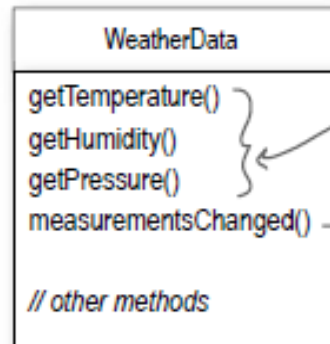 WeatherData
getTemperature()
getHumidity()
getPressure()
measurementsChanged()
// other methods